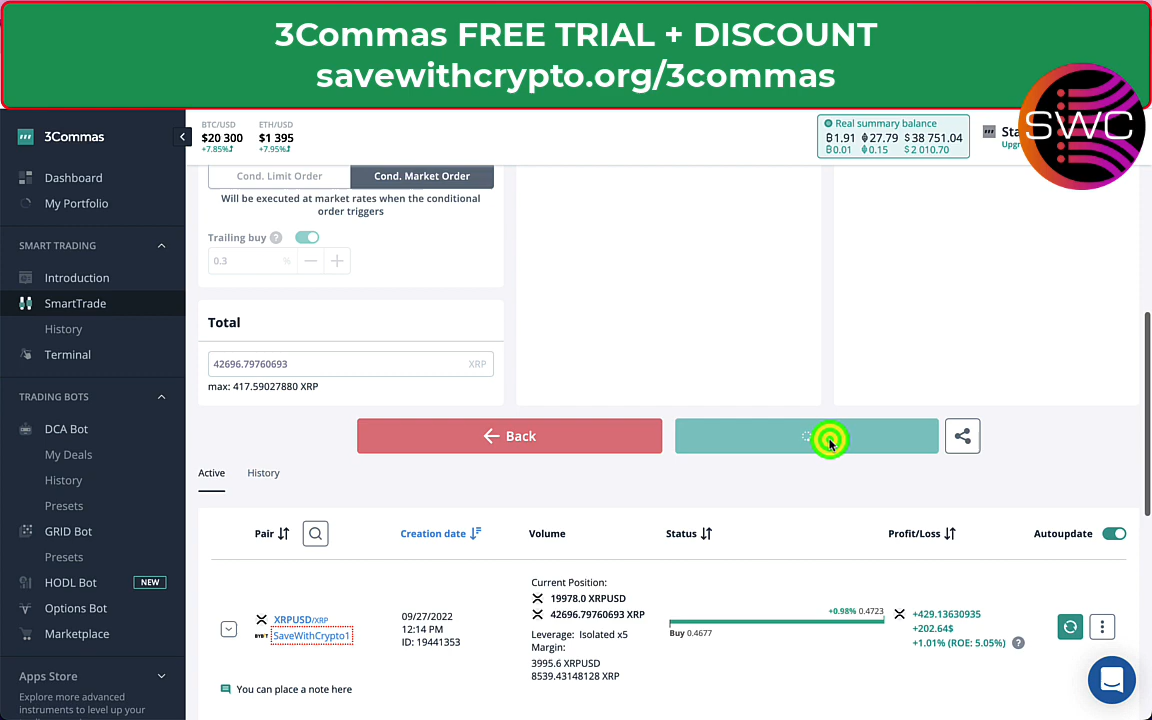 3Commas FREE TRIAL + DISCOUNT
savewithcrypto.org/3commas
SWC
3Commas
BTC/USD
$20 300
+7.85%
ETH/USD
$1 395
+7.95%
Real summary balance
₿1.91 27.79 $38 751.04
₿0.01 0.15 $2 010.70
Dashboard
My Portfolio
SMART TRADING
Introduction
SmartTrade
History
Terminal
TRADING BOTS
DCA Bot
My Deals
History
Presets
GRID Bot
Presets
HODL Bot NEW
Options Bot
Marketplace
Apps Store
Explore more advanced
instruments to level up your
Cond. Limit Order
Cond. Market Order
Will be executed at market rates when the conditional
order triggers
Trailing buy ?
0.3 % − +
Total
42696.79760693 XRP
max: 417.59027880 XRP
Back
Active
History
Pair
Creation date
Volume
Status
Profit/Loss
Autoupdate
XRPUSD/XRP
BYBIT SaveWithCrypto1
09/27/2022
12:14 PM
ID: 19441353
Current Position:
19978.0 XRPUSD
42696.79760693 XRP
Leverage: Isolated x5
Margin:
3995.6 XRPUSD
8539.43148128 XRP
+0.98% 0.4723
Buy 0.4677
+429.13630935
+202.64$
+1.01% (ROE: 5.05%) ?
You can place a note here